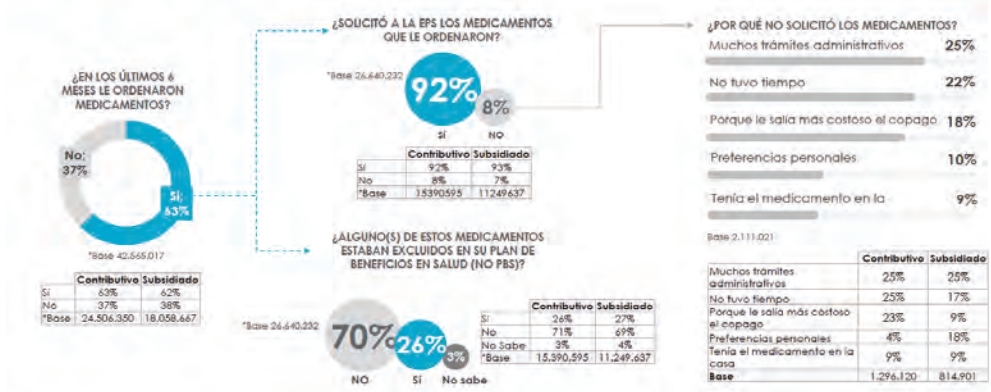 ¿EN LOS ÚLTIMOS 6
MESES LE ORDENARON
MEDICAMENTOS?
No;
37%
Sí;
63%
*Base 42.565.017
Contributivo Subsidiado
Sí 63% 62%
No 37% 38%
*Base 24.506.350 18.058.667
¿SOLICITÓ A LA EPS LOS MEDICAMENTOS
QUE LE ORDENARON?
*Base 26.640.232
92%
8%
SÍ NO
Contributivo Subsidiado
Sí 92% 93%
No 8% 7%
*Base 15390595 11249637
¿ALGUNO(S) DE ESTOS MEDICAMENTOS
ESTABAN EXCLUIDOS EN SU PLAN DE
BENEFICIOS EN SALUD (NO PBS)?
*Base 26.640.232
70% 26% 3%
NO Sí No sabe
Contributivo Subsidiado
Sí 26% 27%
No 71% 69%
No Sabe 3% 4%
*Base 15.390.595 11.249.637
¿POR QUÉ NO SOLICITÓ LOS MEDICAMENTOS?
Muchos trámites administrativos 25%
No tuvo tiempo 22%
Porque le salía más costoso el copago 18%
Preferencias personales 10%
Tenía el medicamento en la 9%
Base 2.111.021
Contributivo Subsidiado
Muchos trámites
administrativos 25% 25%
No tuvo tiempo 25% 17%
Porque le salía más costoso
el copago 23% 9%
Preferencias personales 4% 18%
Tenía el medicamento en la
casa 9% 9%
Base 1.296.120 814.901